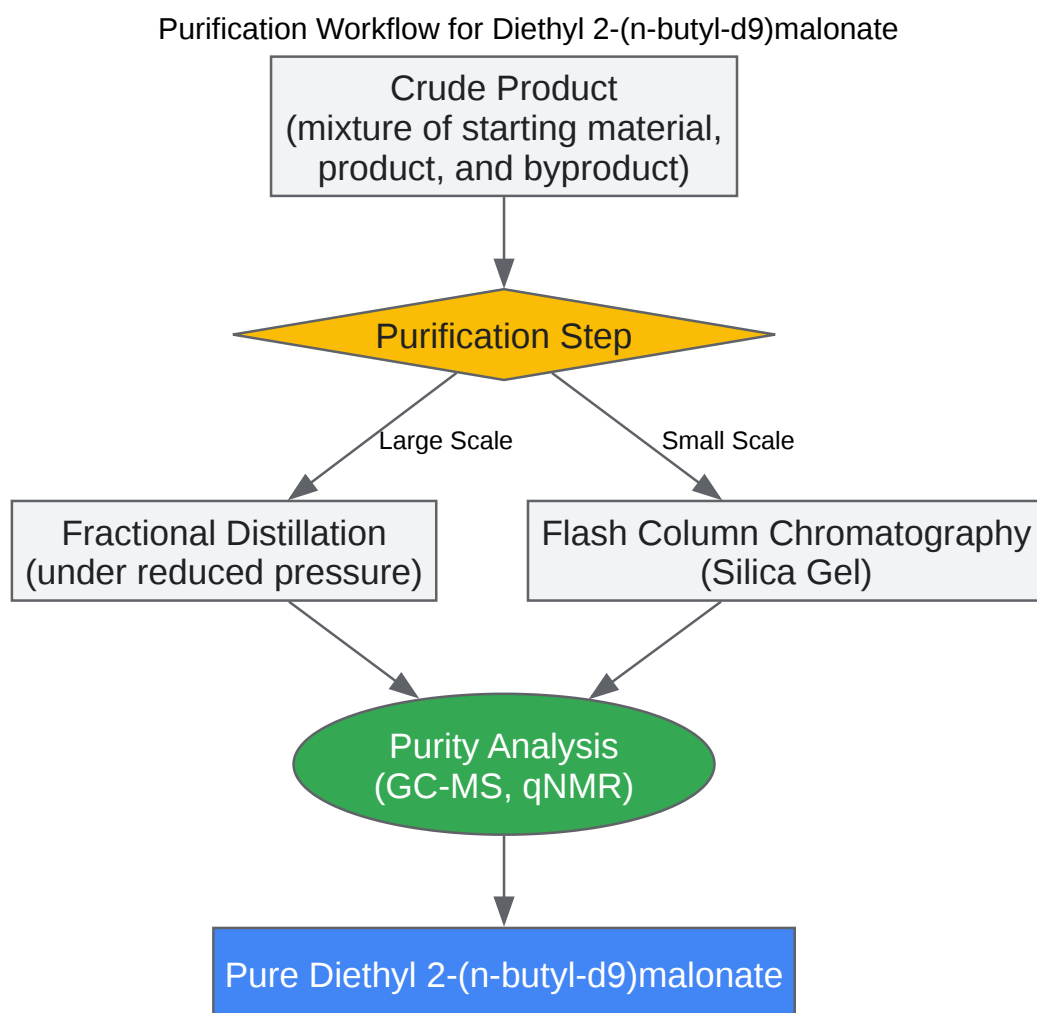 Purification Workflow for Diethyl 2-(n-butyl-d9)malonate
Crude Product
(mixture of starting material,
product, and byproduct)
Purification Step
Large Scale
Small Scale
Fractional Distillation
(under reduced pressure)
Flash Column Chromatography
(Silica Gel)
Purity Analysis
(GC-MS, qNMR)
Pure Diethyl 2-(n-butyl-d9)malonate